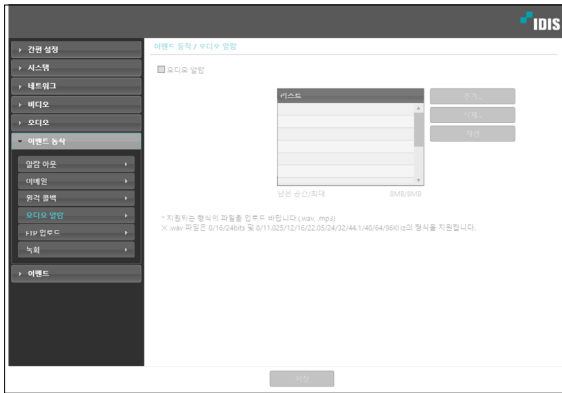 IDIS
간편 설정
시스템
네트워크
비디오
오디오
이벤트 동작
알람 아웃
이메일
원격 콜백
오디오 알람
FTP 업로드
녹화
이벤트
이벤트 동작 / 오디오 알람
오디오 알람
리스트
추가...
삭제...
재생
남은 공간/최대 8MB/8MB
* 지원되는 형식의 파일을 업로드 바랍니다.(.wav, .mp3)
※ .wav 파일은 8/16/24bits 및 8/11.025/12/16/22.05/24/32/44.1/48/64/96KHz의 형식을 지원합니다.
저장